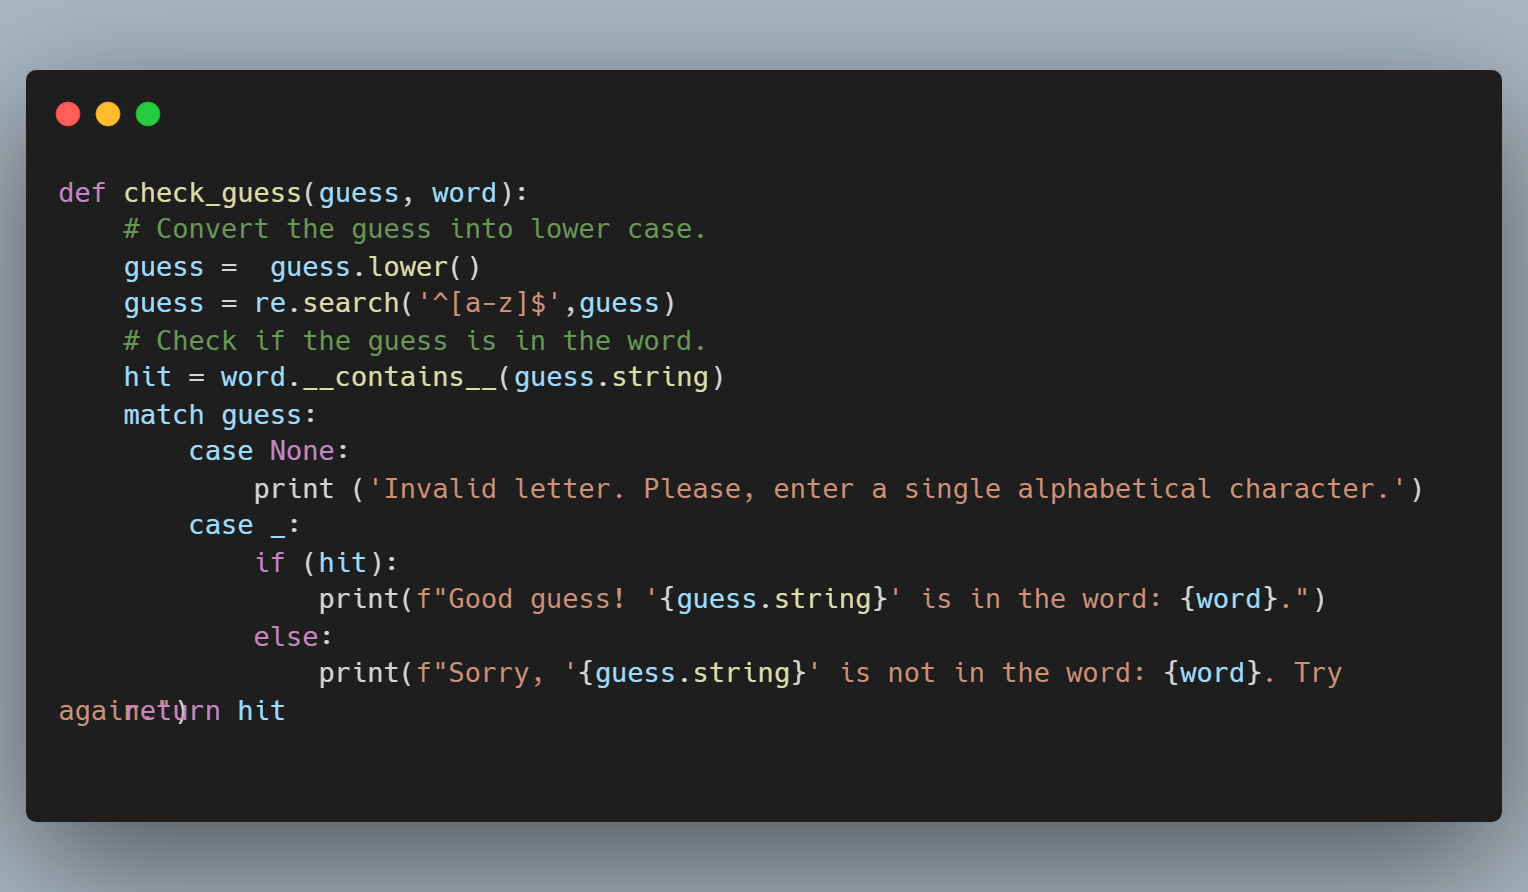 def check_guess(guess, word):
    # Convert the guess into lower case.
    guess =  guess.lower()
    guess = re.search('^[a-z]$',guess)
    # Check if the guess is in the word.
    hit = word.__contains__(guess.string)
    match guess:
        case None:
            print ('Invalid letter. Please, enter a single alphabetical character.')
        case _:
            if (hit):
                print(f"Good guess! '{guess.string}' is in the word: {word}.")
            else:
                print(f"Sorry, '{guess.string}' is not in the word: {word}. Try
again.")
    return hit